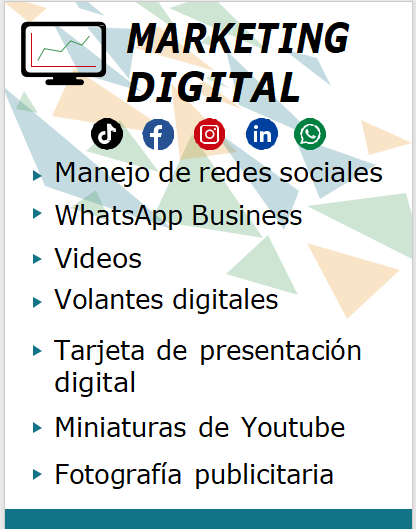 MARKETING
DIGITAL
Manejo de redes sociales
WhatsApp Business
Videos
Volantes digitales
Tarjeta de presentación
digital
Miniaturas de Youtube
Fotografía publicitaria